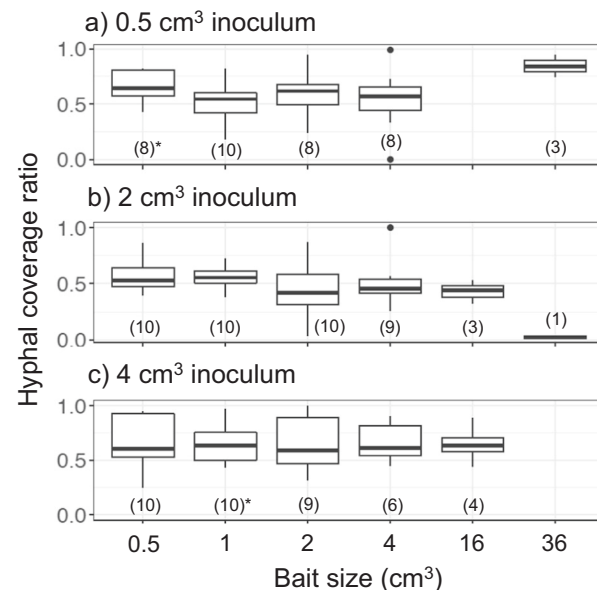 a) 0.5 cm³ inoculum
1.0
0.5
0.0
(8)* (10) (8) (8) (3)
b) 2 cm³ inoculum
1.0
0.5
0.0
(10) (10) (10) (9) (3) (1)
c) 4 cm³ inoculum
1.0
0.5
0.0
(10) (10)* (9) (6) (4)
0.5 1 2 4 16 36
Bait size (cm³)
Hyphal coverage ratio